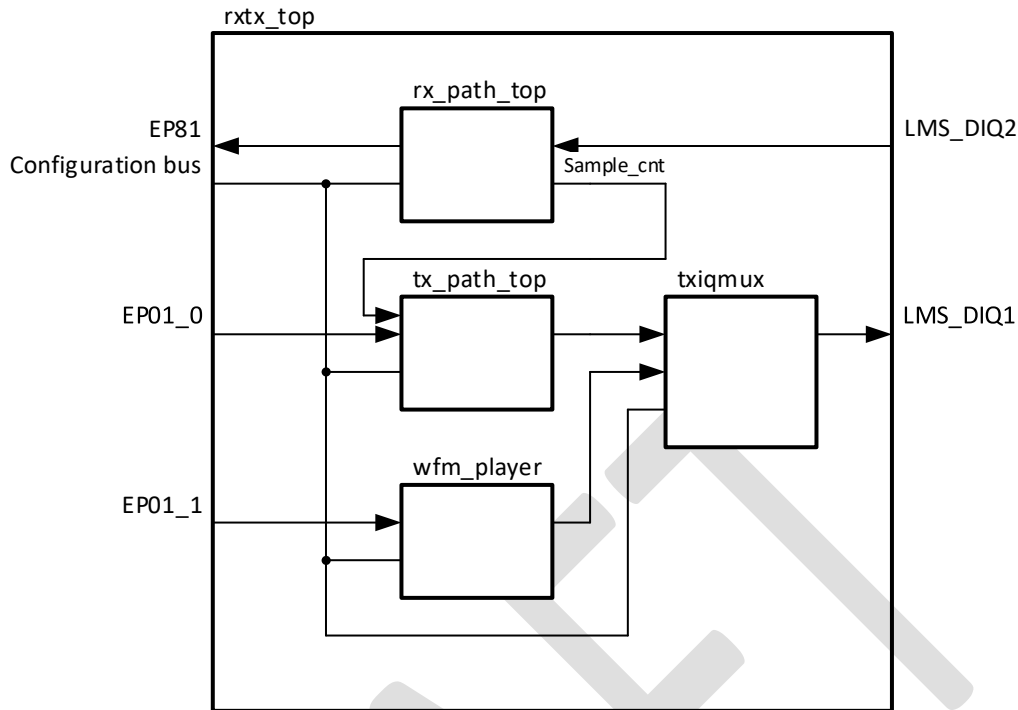 rxtx_top
rx_path_top
EP81
LMS_DIQ2
Configuration bus
Sample_cnt
tx_path_top
txiqmux
EP01_0
LMS_DIQ1
wfm_player
EP01_1